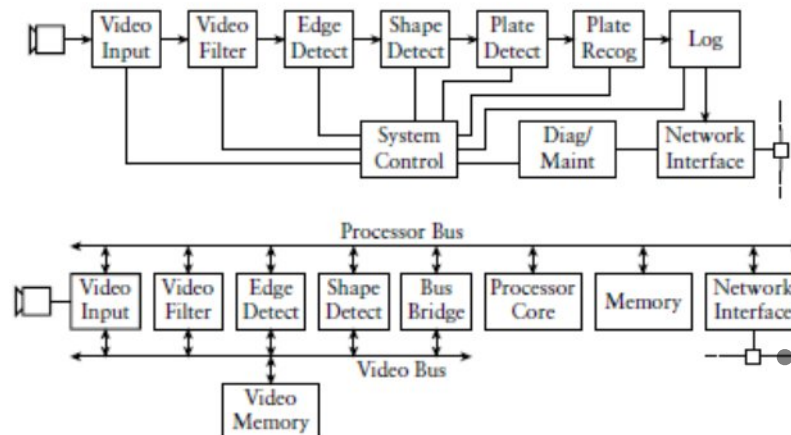 Video Input
Video Filter
Edge Detect
Shape Detect
Plate Detect
Plate Recog
Log
System Control
Diag/ Maint
Network Interface
Processor Bus
Video Input
Video Filter
Edge Detect
Shape Detect
Bus Bridge
Processor Core
Memory
Network Interface
Video Bus
Video Memory